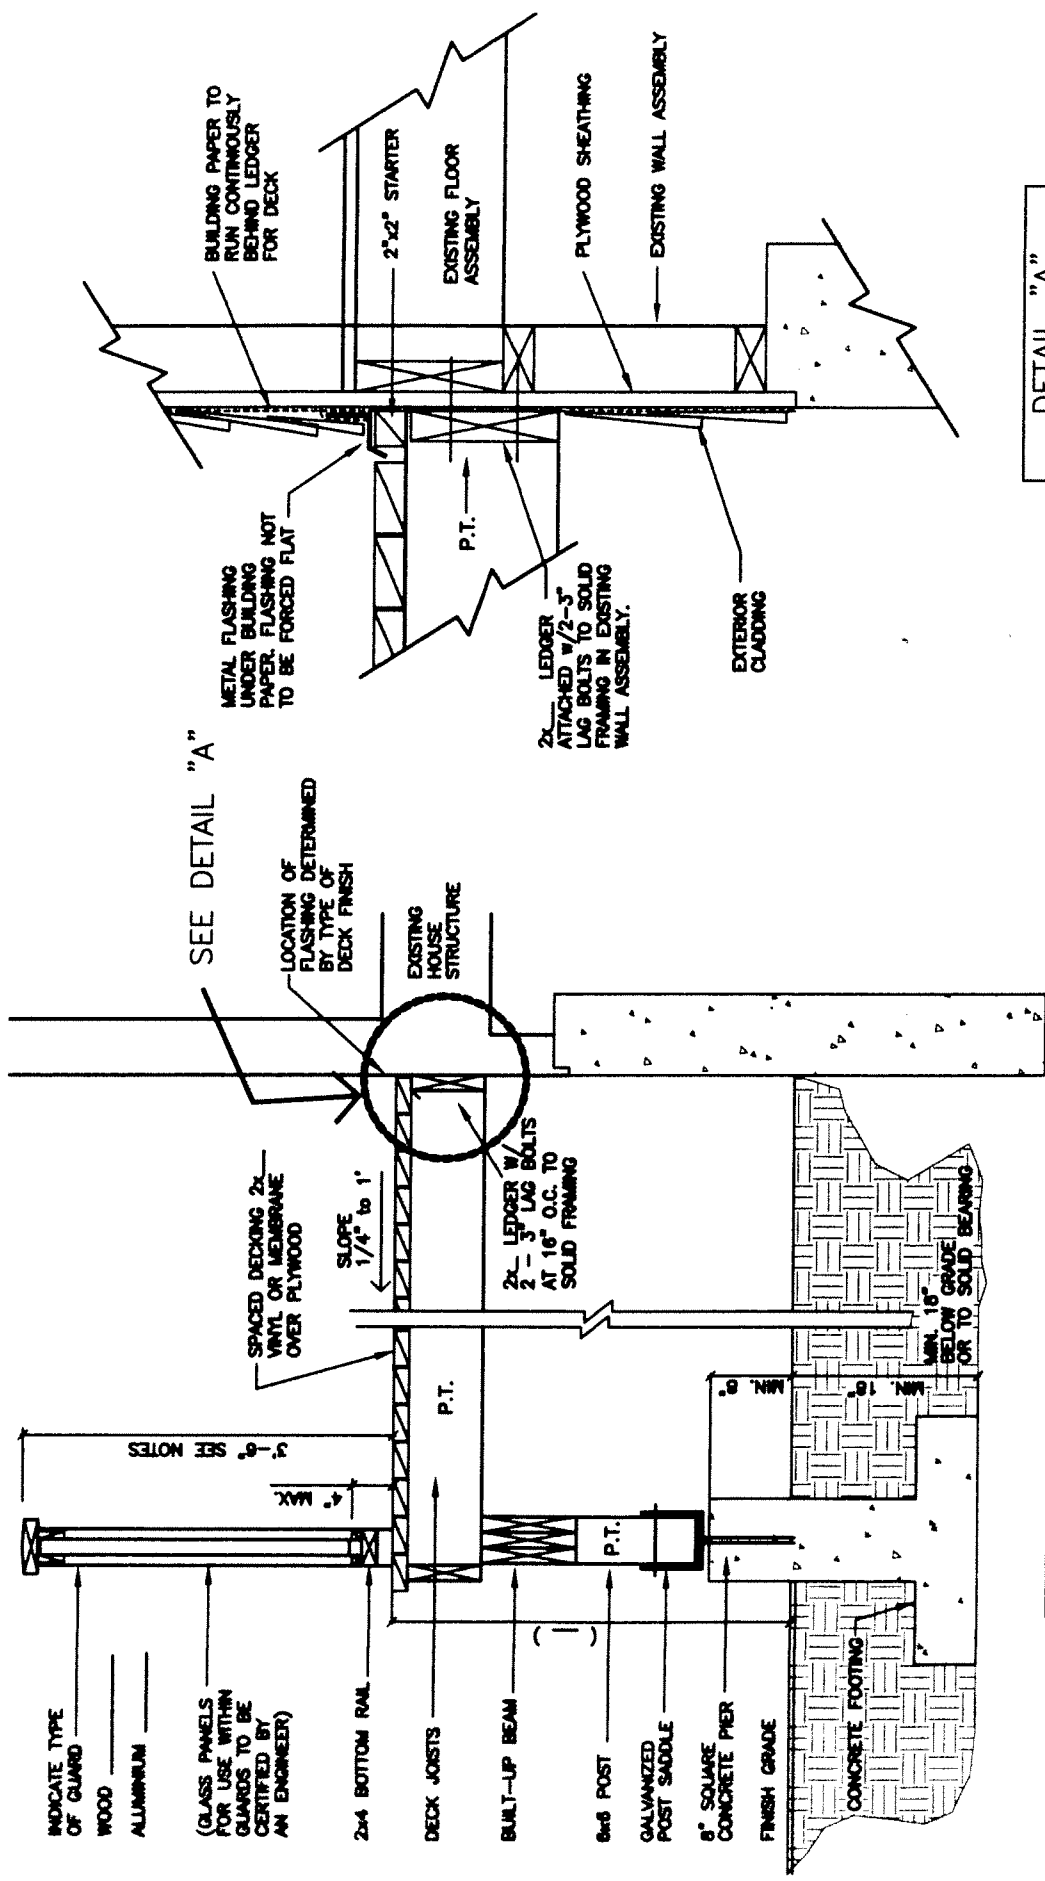 INDICATE TYPE
OF GUARD
WOOD
ALUMINIUM
(GLASS PANELS
FOR USE WITHIN
GUARDS TO BE
CERTIFIED BY
AN ENGINEER)
2x4 BOTTOM RAIL
DECK JOISTS
BUILT-UP BEAM
6x6 POST
GALVANIZED
POST SADDLE
8" SQUARE
CONCRETE PIER
FINISH GRADE
CONCRETE FOOTING
3'-6" SEE NOTES
4" MAX.
( — )
P.T.
P.T.
MIN. 8"
MIN. 18"
SPACED DECKING 2x__
VINYL OR MEMBRANE
OVER PLYWOOD
SLOPE
1/4" to 1'
2x__ LEDGER W/
2 - 3" LAG BOLTS
AT 16" O.C. TO
SOLID FRAMING
MIN. 18"
BELOW GRADE
OR TO SOLID BEARING
SEE DETAIL "A"
LOCATION OF
FLASHING DETERMINED
BY TYPE OF
DECK FINISH
EXISTING
HOUSE
STRUCTURE
METAL FLASHING
UNDER BUILDING
PAPER. FLASHING NOT
TO BE FORCED FLAT
P.T.
2x__ LEDGER
ATTACHED w/2-3"
LAG BOLTS TO SOLID
FRAMING IN EXISTING
WALL ASSEMBLY.
EXTERIOR
CLADDING
BUILDING PAPER TO
RUN CONTINIOUSLY
BEHIND LEDGER
FOR DECK
2"x2" STARTER
EXISTING FLOOR
ASSEMBLY
PLYWOOD SHEATHING
EXISTING WALL ASSEMBLY
DETAIL "A"